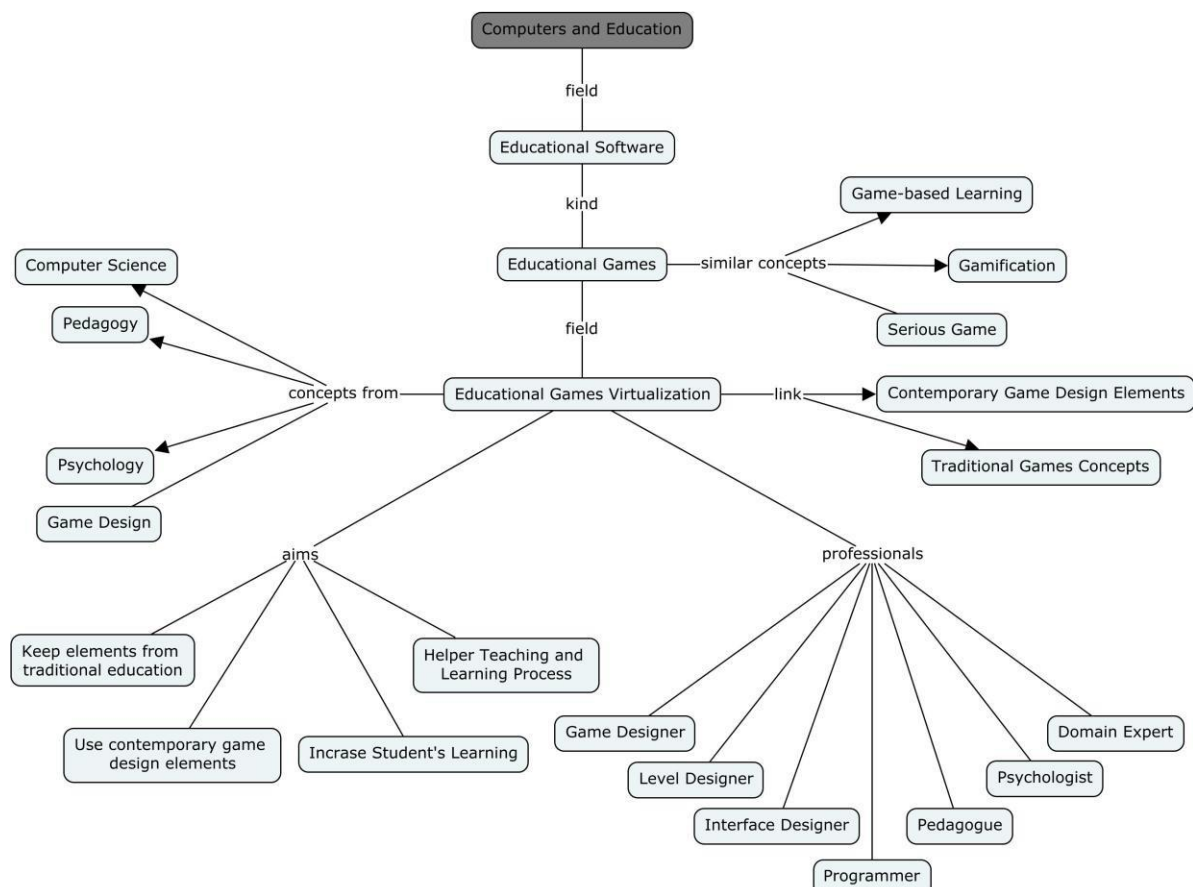 Computers and Education
field
Educational Software
kind
Game-based Learning
Educational Games
similar concepts
Gamification
Serious Game
Computer Science
Pedagogy
field
concepts from
Educational Games Virtualization
link
Contemporary Game Design Elements
Traditional Games Concepts
Psychology
Game Design
aims
professionals
Keep elements from
traditional education
Helper Teaching and
Learning Process
Use contemporary game
design elements
Incrase Student's Learning
Game Designer
Domain Expert
Level Designer
Psychologist
Interface Designer
Pedagogue
Programmer